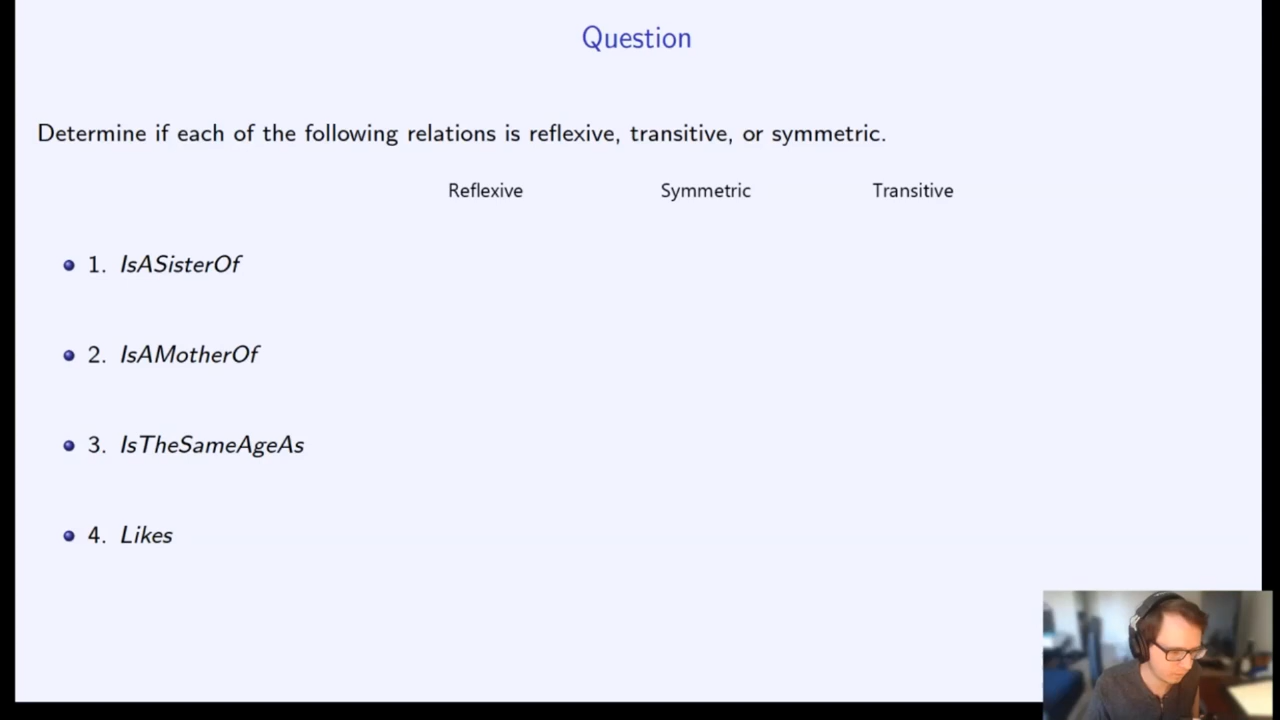 Question
Determine if each of the following relations is reflexive, transitive, or symmetric.
Reflexive Symmetric Transitive
1. IsASisterOf
2. IsAMotherOf
3. IsTheSameAgeAs
4. Likes